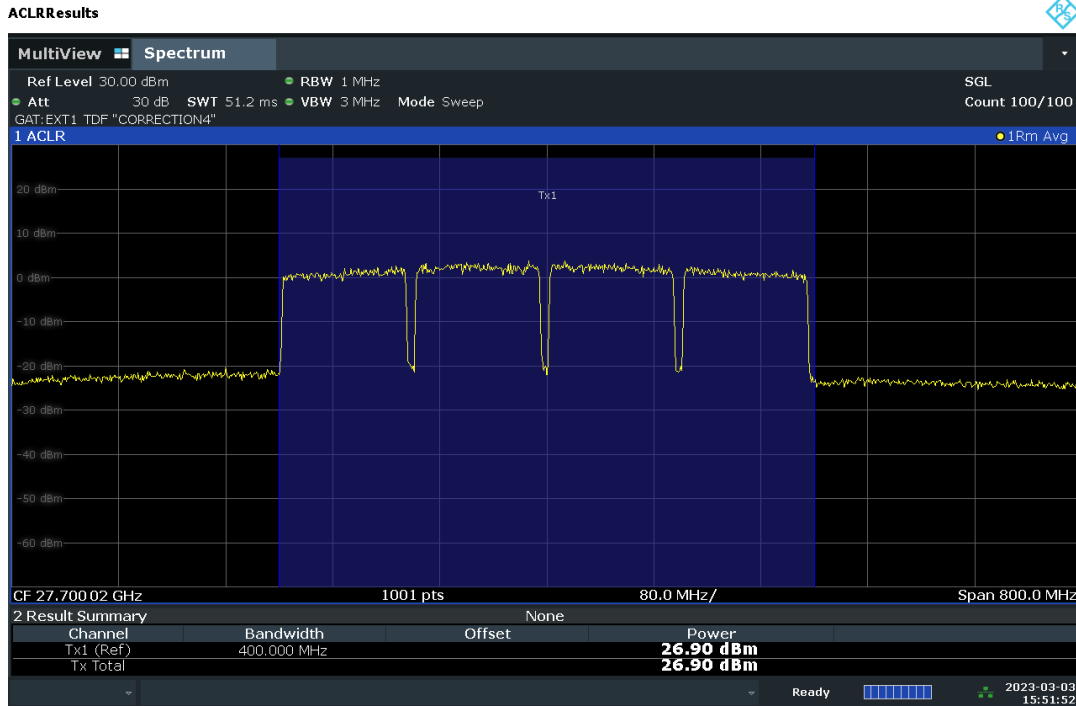 ACLRResults
R S
MultiView Spectrum
Ref Level 30.00 dBm RBW 1 MHz SGL
Att 30 dB SWT 51.2 ms VBW 3 MHz Mode Sweep Count 100/100
GAT:EXT1 TDF "CORRECTION4"
1 ACLR 1Rm Avg
Tx1
20 dBm
10 dBm
0 dBm
-10 dBm
-20 dBm
-30 dBm
-40 dBm
-50 dBm
-60 dBm
CF 27.700 02 GHz 1001 pts 80.0 MHz/ Span 800.0 MHz
2 Result Summary None
Channel Bandwidth Offset Power
Tx1 (Ref) 400.000 MHz 26.90 dBm
Tx Total 26.90 dBm
Ready 2023-03-03
15:51:52